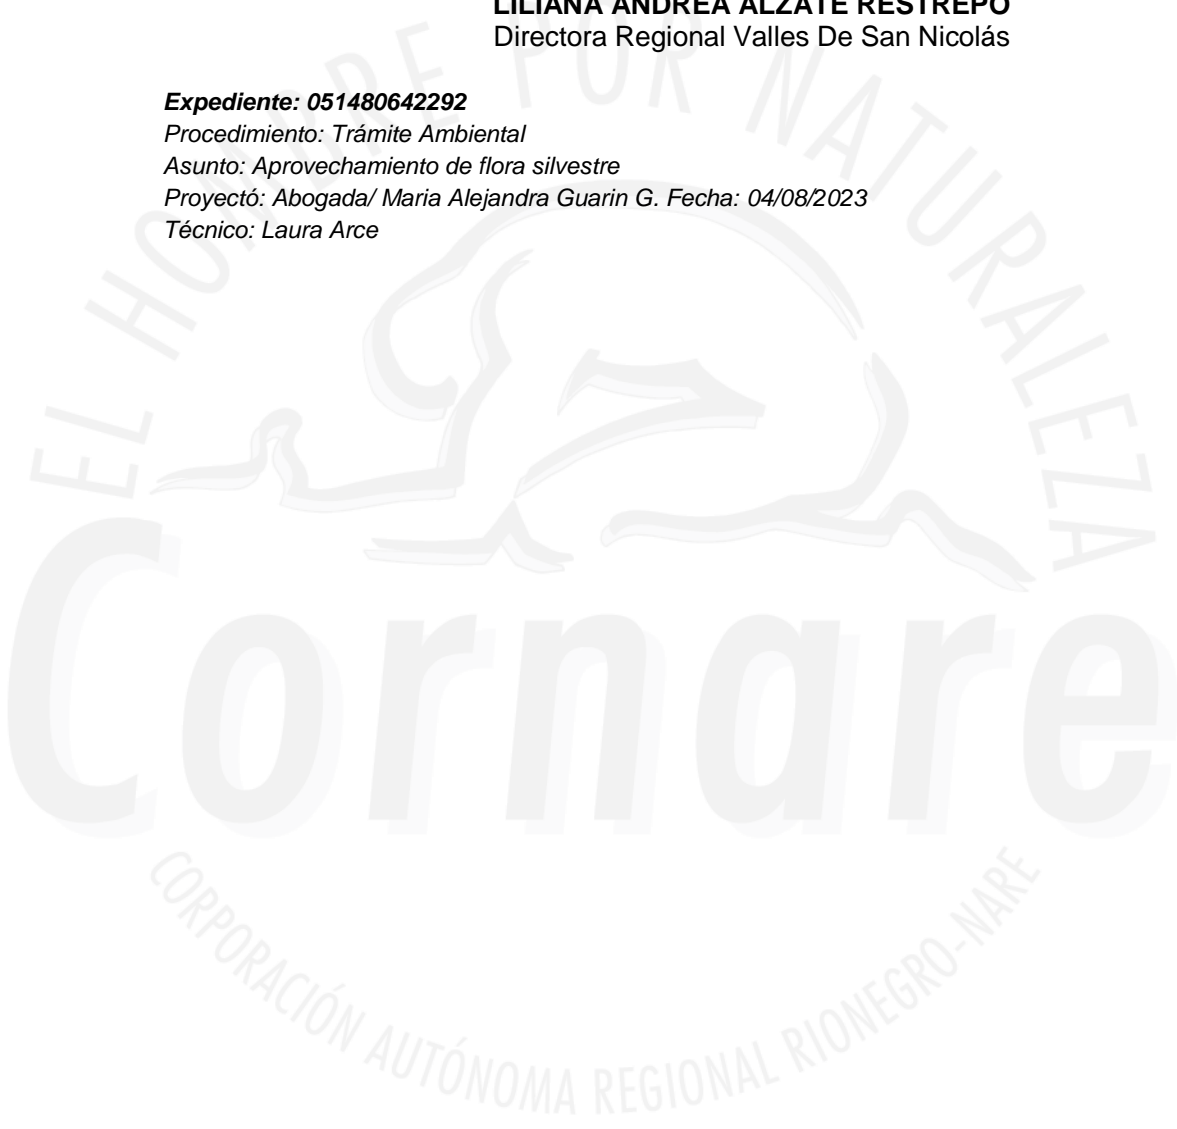 LILIANA ANDREA ALZATE RESTREPO
Directora Regional Valles De San Nicolás
Expediente: 051480642292
Procedimiento: Trámite Ambiental
Asunto: Aprovechamiento de flora silvestre
Proyectó: Abogada/ Maria Alejandra Guarin G. Fecha: 04/08/2023
Técnico: Laura Arce
EL HOMBRE POR NATURALEZA
Cornare
CORPORACIÓN AUTÓNOMA REGIONAL RIONEGRO-NARE